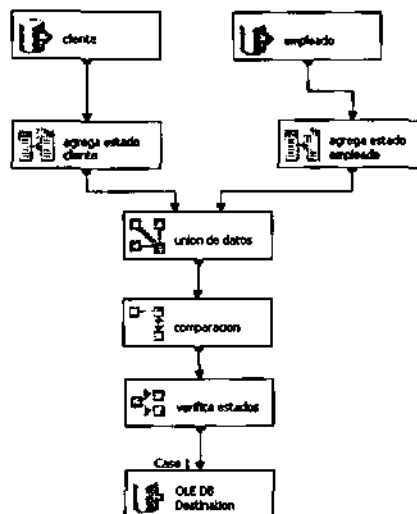 cliente
empleado
agrega estado
cliente
agrega estado
empleado
union de datos
comparacion
verifica estados
Case 1
OLE DB
Destination